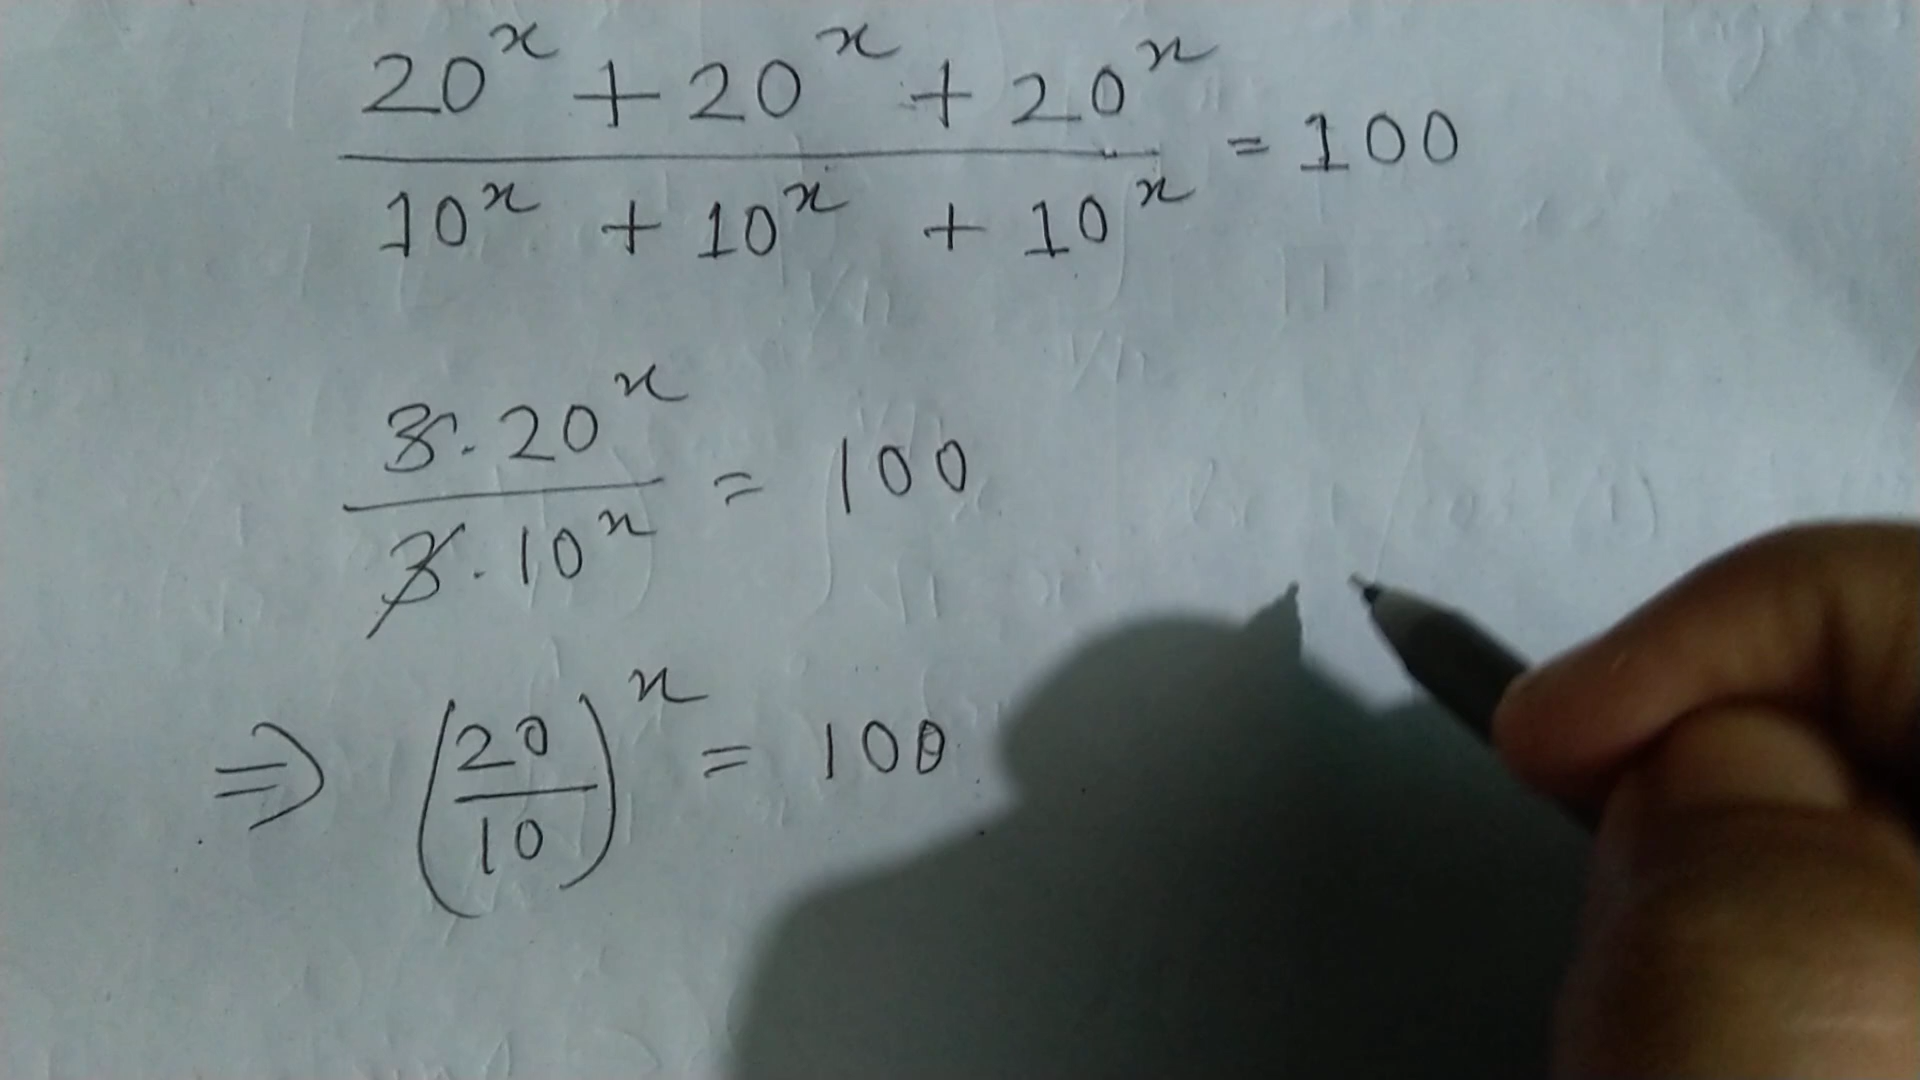 20^x + 20^x + 20^x
10^x + 10^x + 10^x
= 100
3 . 20^x
3 . 10^x
= 100
⇒ (20/10)^x = 100